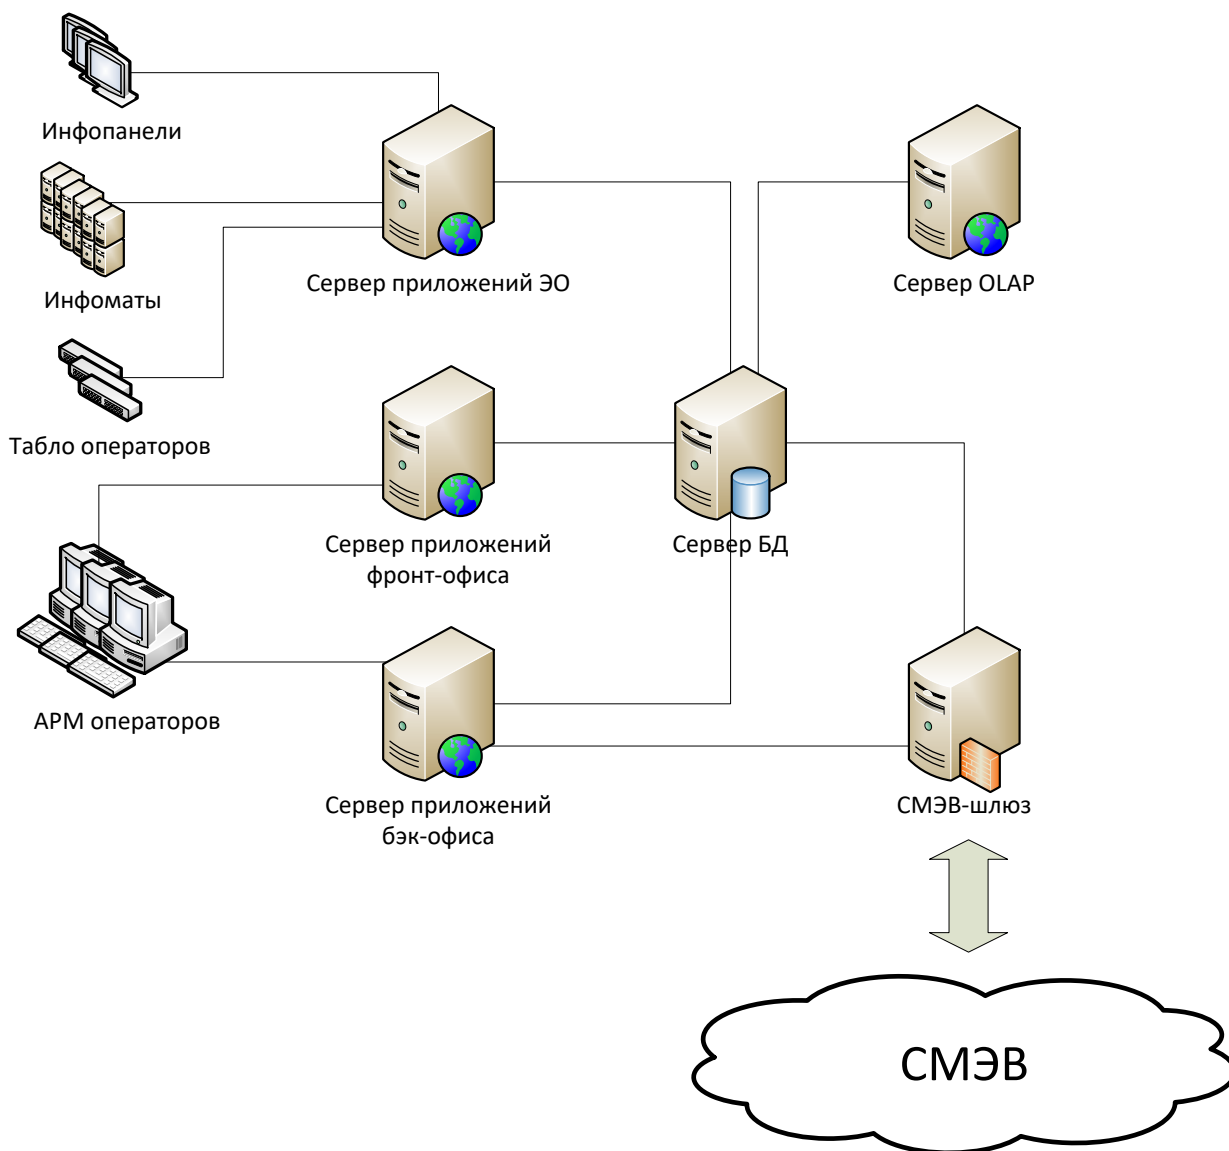 Инфопанели
Инфоматы
Табло операторов
АРМ операторов
Сервер приложений ЭО
Сервер приложений
фронт-офиса
Сервер приложений
бэк-офиса
Сервер БД
Сервер OLAP
СМЭВ-шлюз
СМЭВ